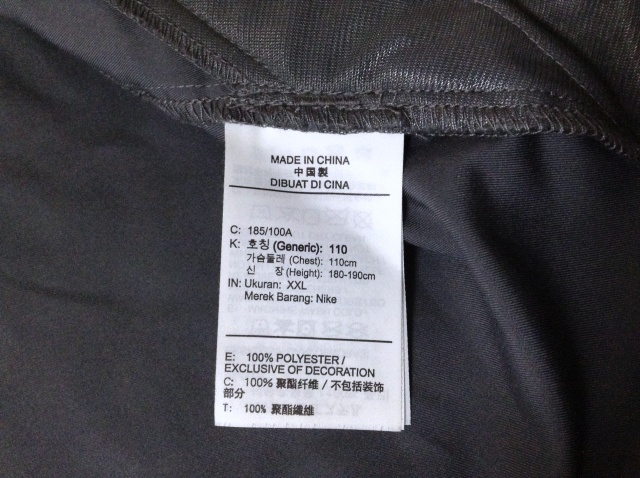 MADE IN CHINA
中国製
DIBUAT DI CINA
C: 185/100A
K: 호칭 (Generic): 110
가슴둘레 (Chest): 110cm
신 장 (Height): 180-190cm
IN: Ukuran: XXL
Merek Barang: Nike
E: 100% POLYESTER /
EXCLUSIVE OF DECORATION
C: 100% 聚酯纤维 / 不包括装饰
部分
T: 100% 聚酯纖維